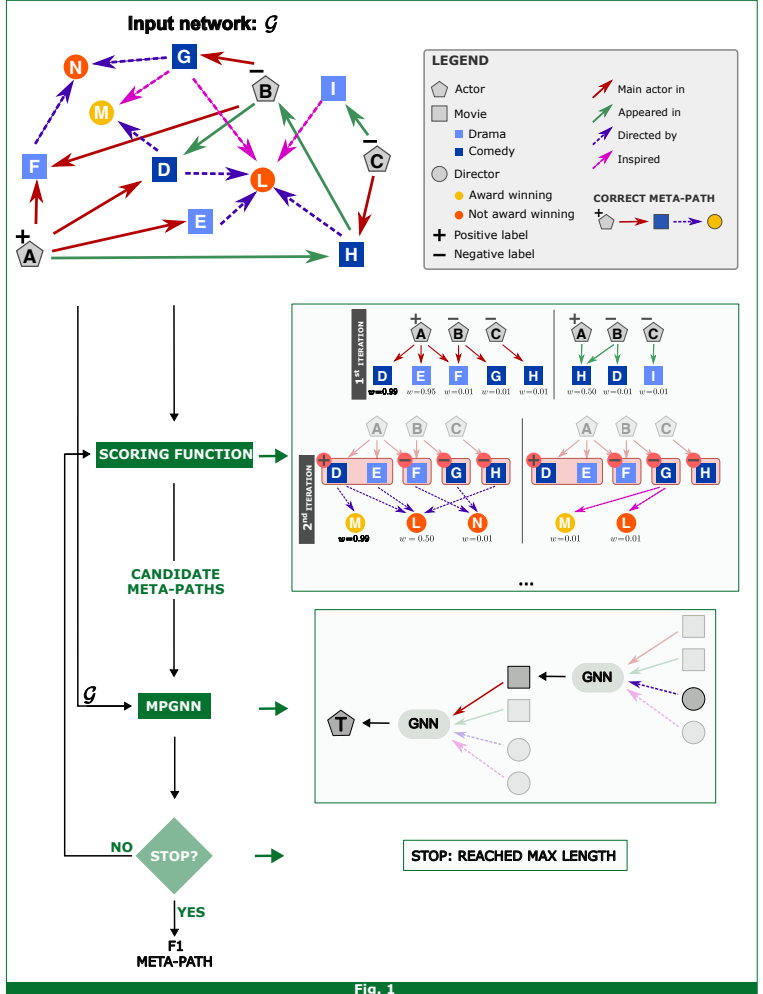 Input network: 𝒢
N
G
B
I
M
C
F
D
L
E
+
A
H
LEGEND
Actor
Movie
Drama
Comedy
Director
Award winning
Not award winning
+ Positive label
− Negative label
Main actor in
Appeared in
Directed by
Inspired
CORRECT META-PATH
+
1st ITERATION
+ − −
A B C
D E F G H
w=0.99 w=0.95 w=0.01 w=0.01 w=0.01
+ − −
A B C
H D I
w=0.50 w=0.01 w=0.01
SCORING FUNCTION
2nd ITERATION
A B C
+ − − −
D E F G H
M L N
w=0.99 w=0.50 w=0.01
A B C
+ − − −
D E F G H
M L
w=0.01 w=0.01
...
CANDIDATE
META-PATHS
𝒢
MPGNN
T
GNN
GNN
NO
STOP?
STOP: REACHED MAX LENGTH
YES
F1
META-PATH
Fig. 1